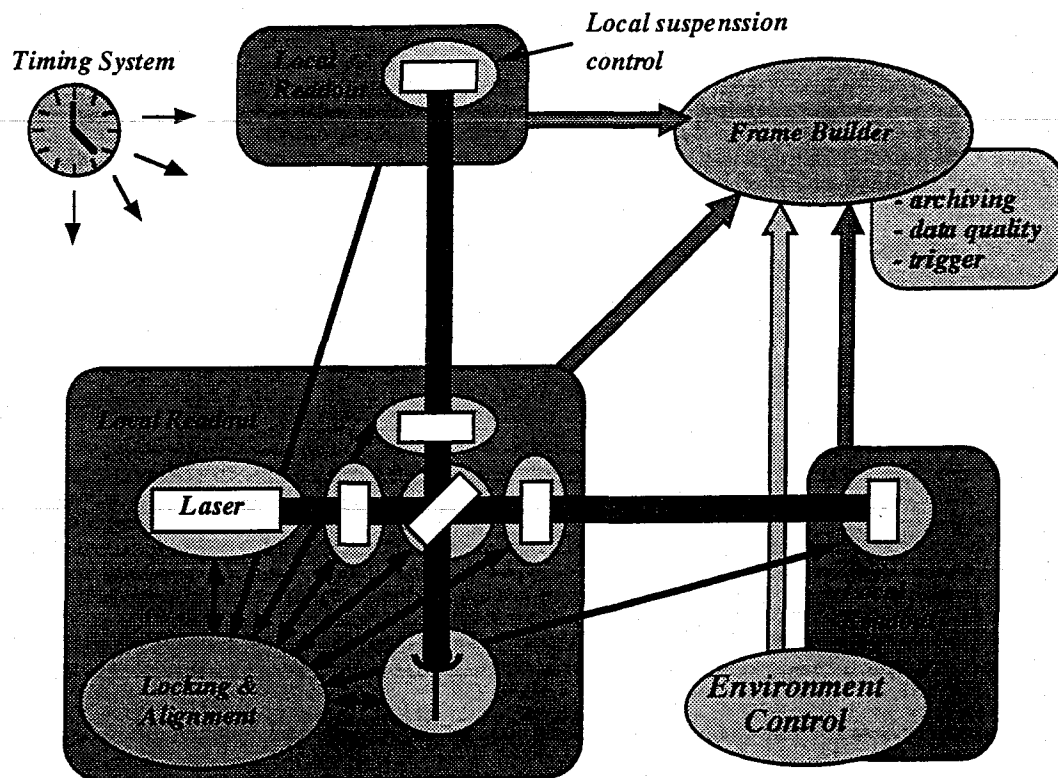 Local suspenssion
control
Timing System
Local
Readout
Frame Builder
- archiving
- data quality
- trigger
Local Readout
Laser
Locking &
Alignment
Environment
Control